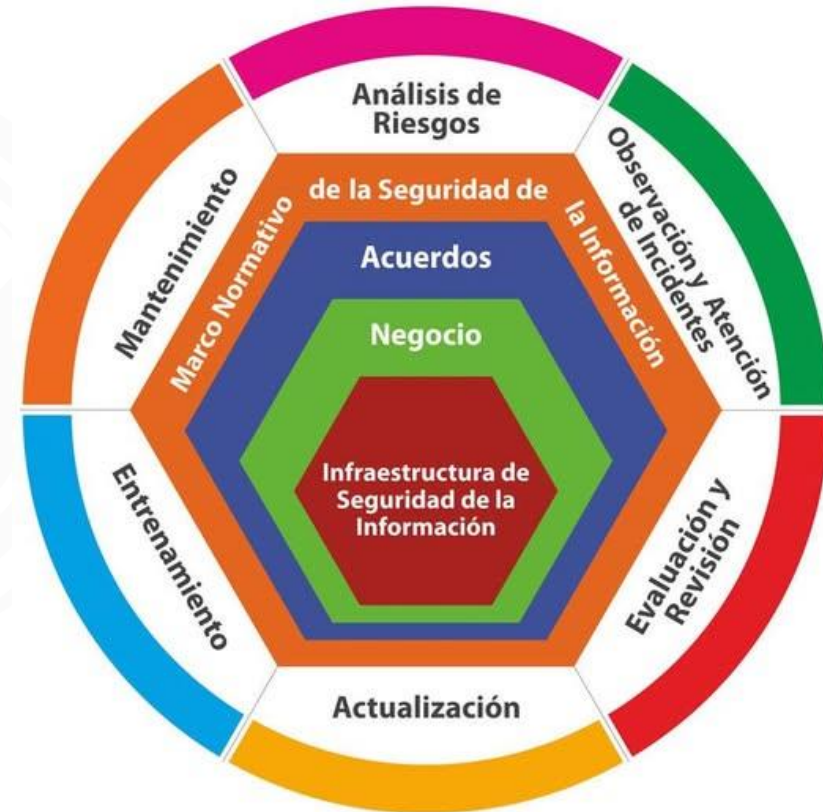 Análisis de
Riesgos
Observación y Atención
de Incidentes
Evaluación y
Revisión
Actualización
Entrenamiento
Mantenimiento
Marco Normativo
de la Seguridad de
la Información
Acuerdos
Negocio
Infraestructura de
Seguridad de la
Información